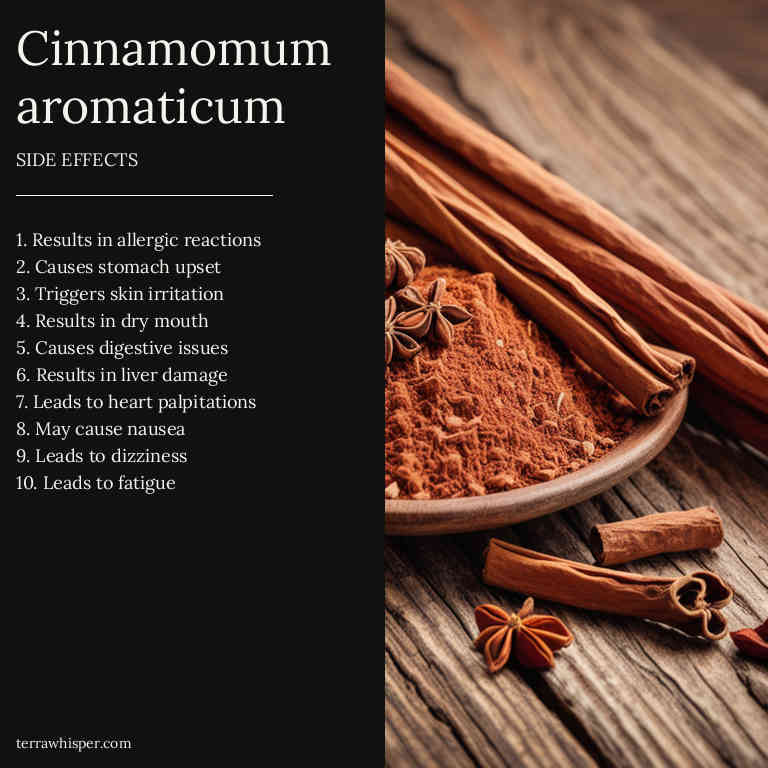 Cinnamomum
aromaticum
SIDE EFFECTS
1. Results in allergic reactions
2. Causes stomach upset
3. Triggers skin irritation
4. Results in dry mouth
5. Causes digestive issues
6. Results in liver damage
7. Leads to heart palpitations
8. May cause nausea
9. Leads to dizziness
10. Leads to fatigue
terrawhisper.com